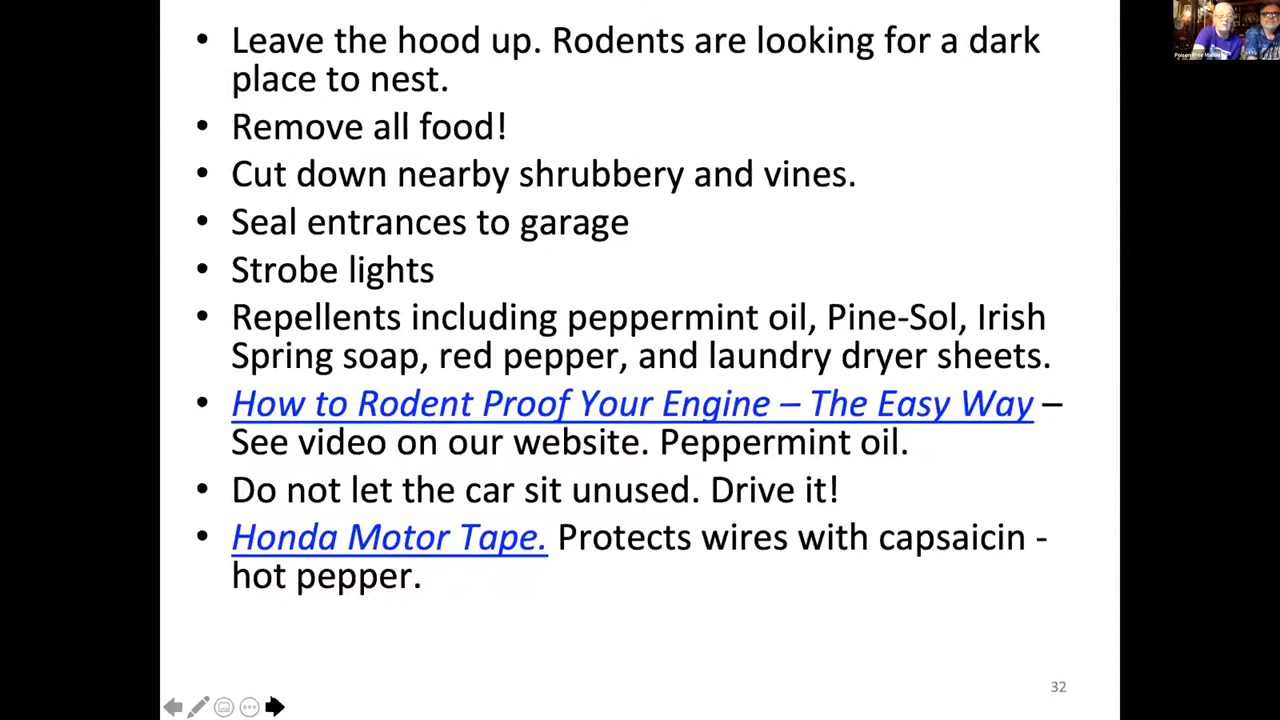 • Leave the hood up. Rodents are looking for a dark
place to nest.
• Remove all food!
• Cut down nearby shrubbery and vines.
• Seal entrances to garage
• Strobe lights
• Repellents including peppermint oil, Pine-Sol, Irish
Spring soap, red pepper, and laundry dryer sheets.
• How to Rodent Proof Your Engine – The Easy Way –
See video on our website. Peppermint oil.
• Do not let the car sit unused. Drive it!
• Honda Motor Tape. Protects wires with capsaicin -
hot pepper.
32
Poison Free